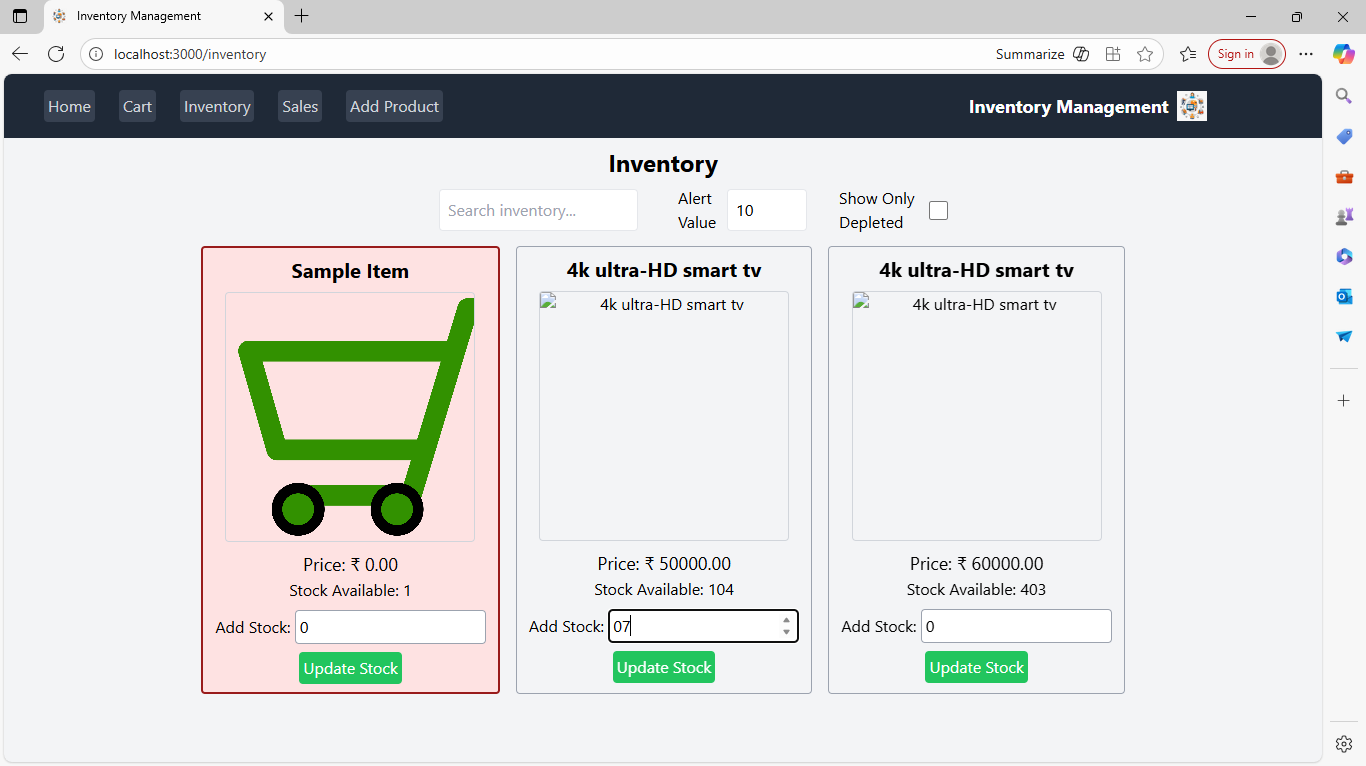 Inventory Management
localhost:3000/inventory
Summarize
Sign in
Home
Cart
Inventory
Sales
Add Product
Inventory Management
Inventory
Search inventory...
Alert
Value
10
Show Only
Depleted
Sample Item
Price: ₹ 0.00
Stock Available: 1
Add Stock: 0
Update Stock
4k ultra-HD smart tv
4k ultra-HD smart tv
Price: ₹ 50000.00
Stock Available: 104
Add Stock: 07
Update Stock
4k ultra-HD smart tv
4k ultra-HD smart tv
Price: ₹ 60000.00
Stock Available: 403
Add Stock: 0
Update Stock